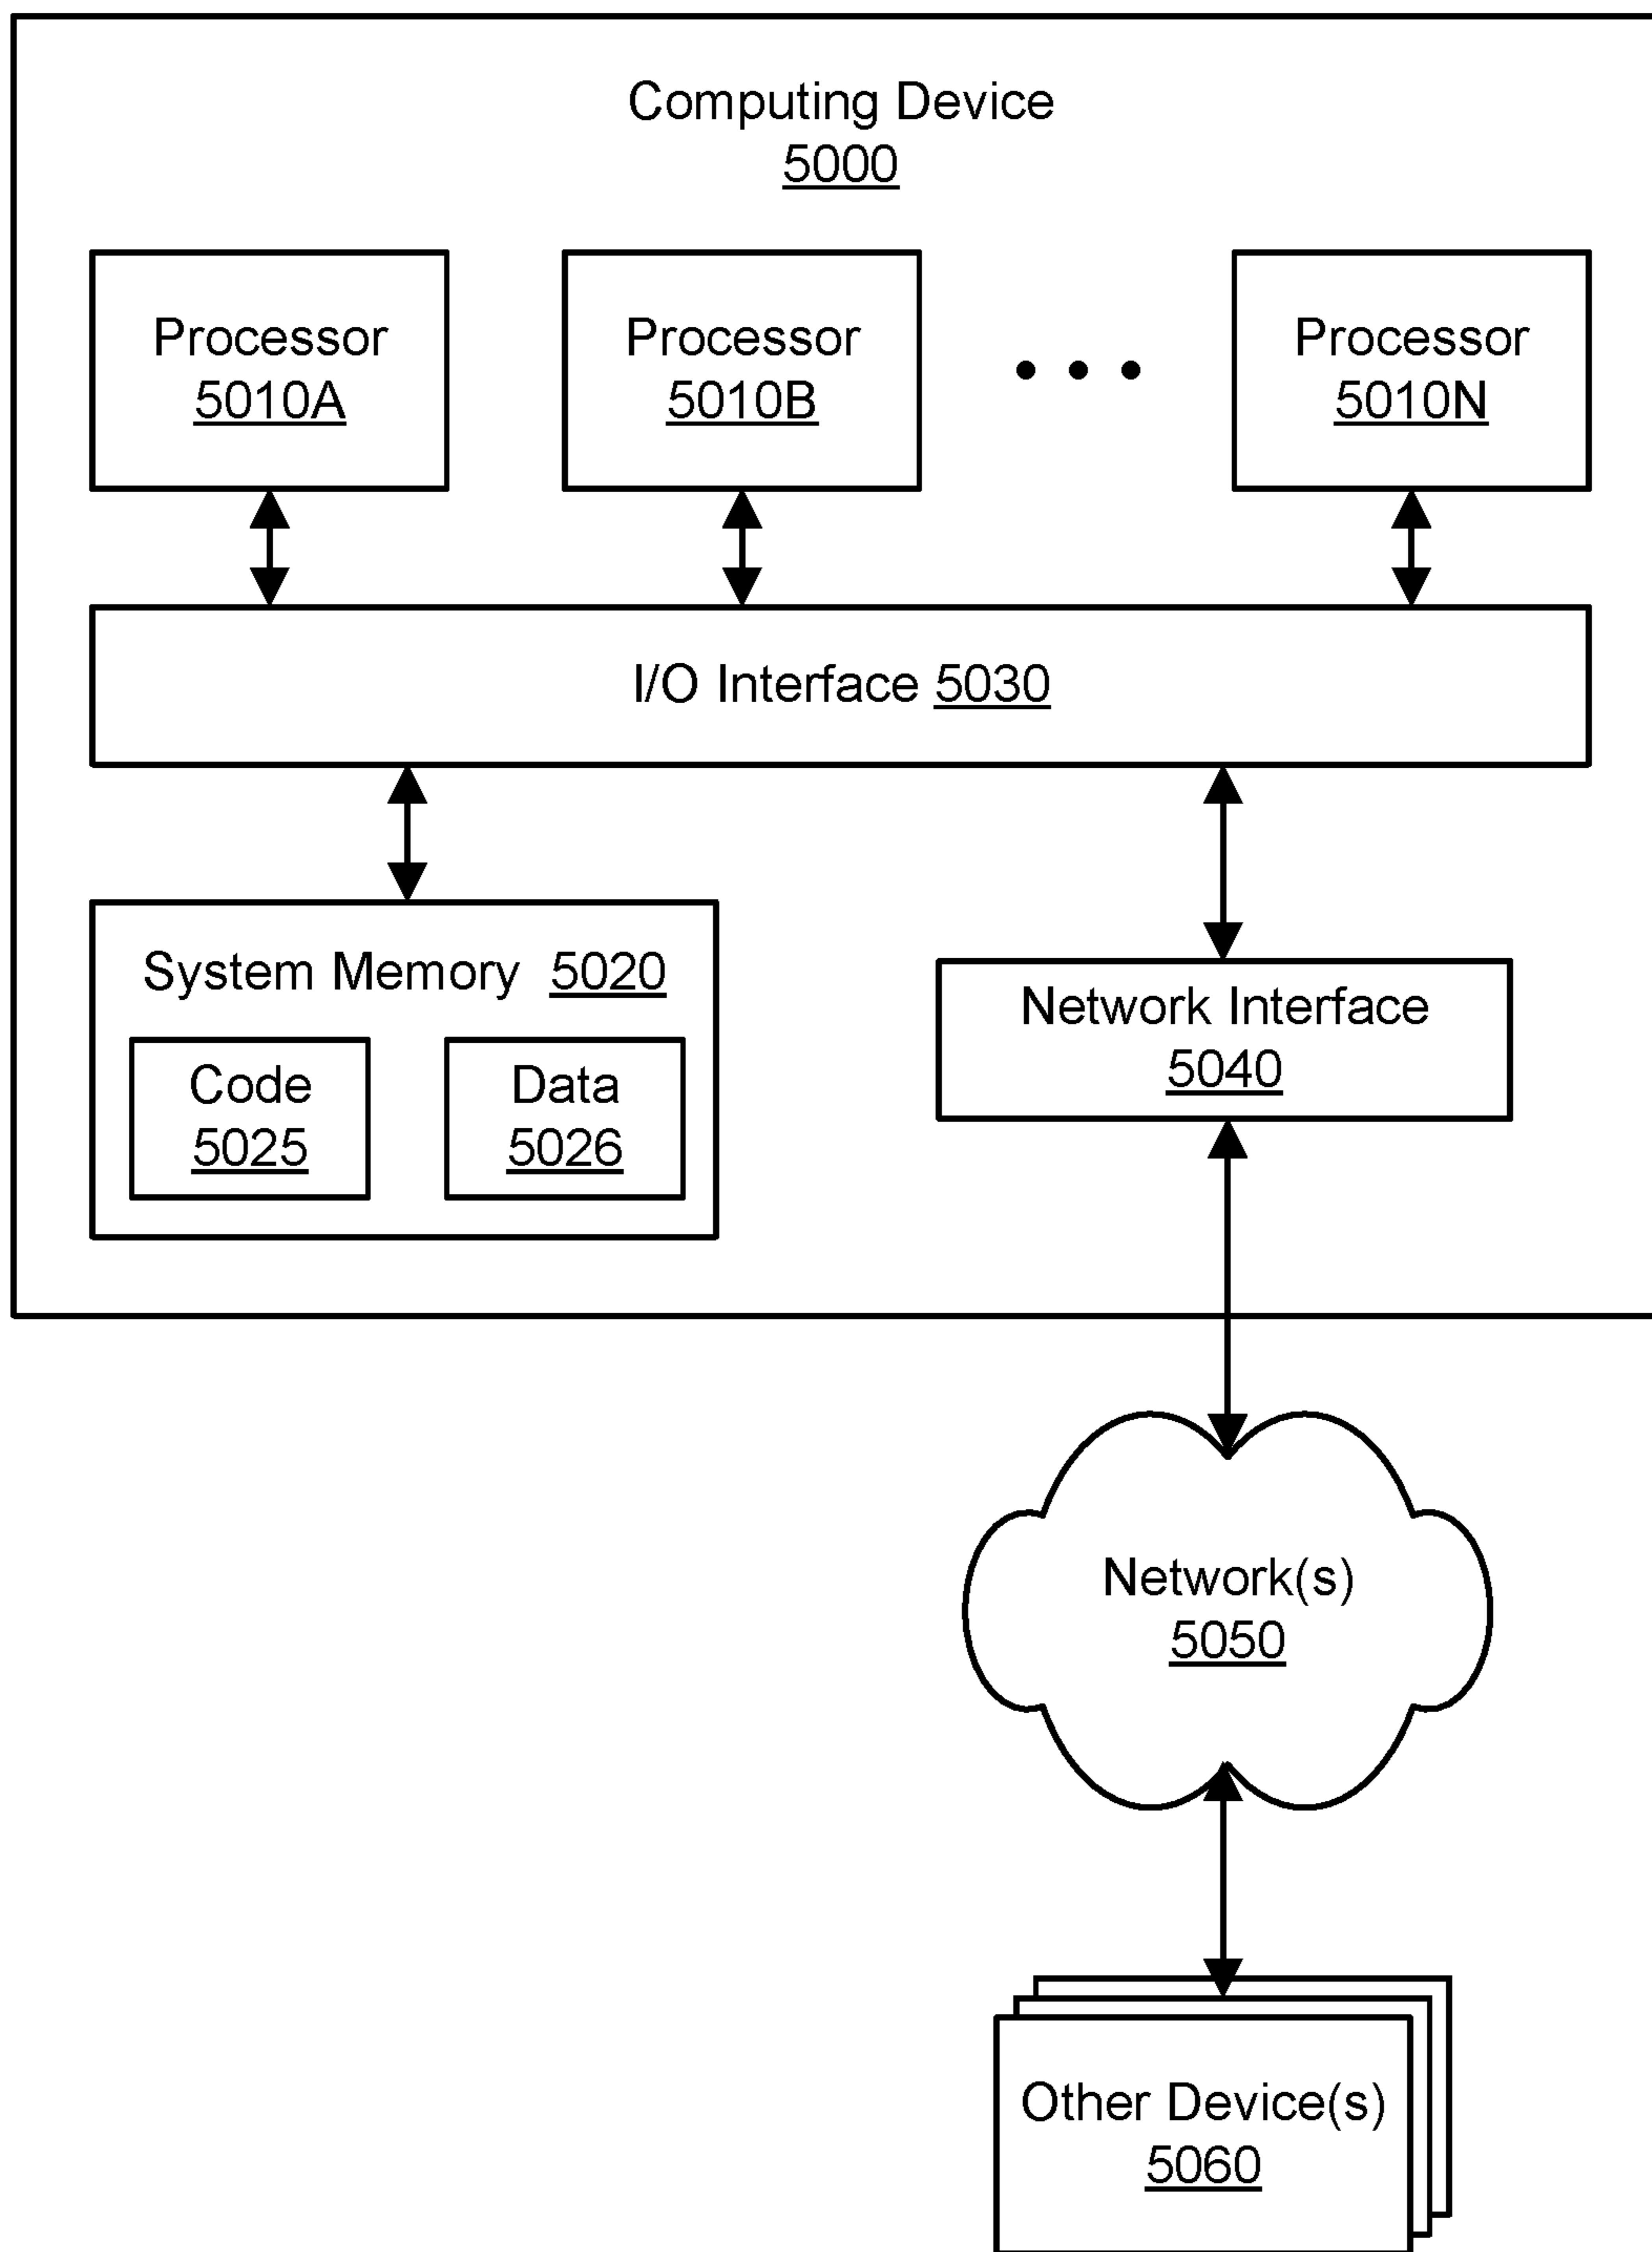 Computing Device
5000
Processor
5010A
Processor
5010B
Processor
5010N
I/O Interface 5030
System Memory 5020
Code
5025
Data
5026
Network Interface
5040
Network(s)
5050
Other Device(s)
5060